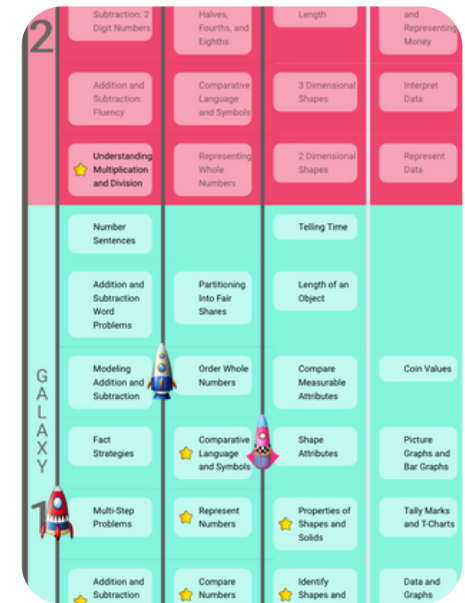 2
Subtraction: 2
Digit Numbers
Halves,
Fourths, and
Eighths
Length
and
Representing
Money
Addition and
Subtraction:
Fluency
Comparative
Language
and Symbols
3 Dimensional
Shapes
Interpret
Data
Understanding
Multiplication
and Division
Representing
Whole
Numbers
2 Dimensional
Shapes
Represent
Data
Number
Sentences
Telling Time
Addition and
Subtraction
Word
Problems
Partitioning
Into Fair
Shares
Length of an
Object
GALAXY
Modeling
Addition and
Subtraction
Order Whole
Numbers
Compare
Measurable
Attributes
Coin Values
Fact
Strategies
Comparative
Language
and Symbols
Shape
Attributes
Picture
Graphs and
Bar Graphs
1
Multi-Step
Problems
Represent
Numbers
Properties of
Shapes and
Solids
Tally Marks
and T-Charts
Addition and
Subtraction
Compare
Numbers
Identify
Shapes and
Data and
Graphs